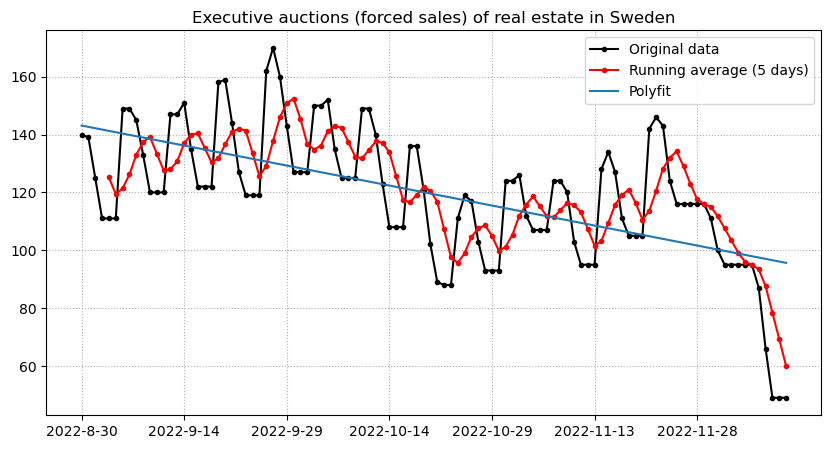 Executive auctions (forced sales) of real estate in Sweden
Original data
Running average (5 days)
Polyfit
160
140
120
100
80
60
2022-8-30 2022-9-14 2022-9-29 2022-10-14 2022-10-29 2022-11-13 2022-11-28